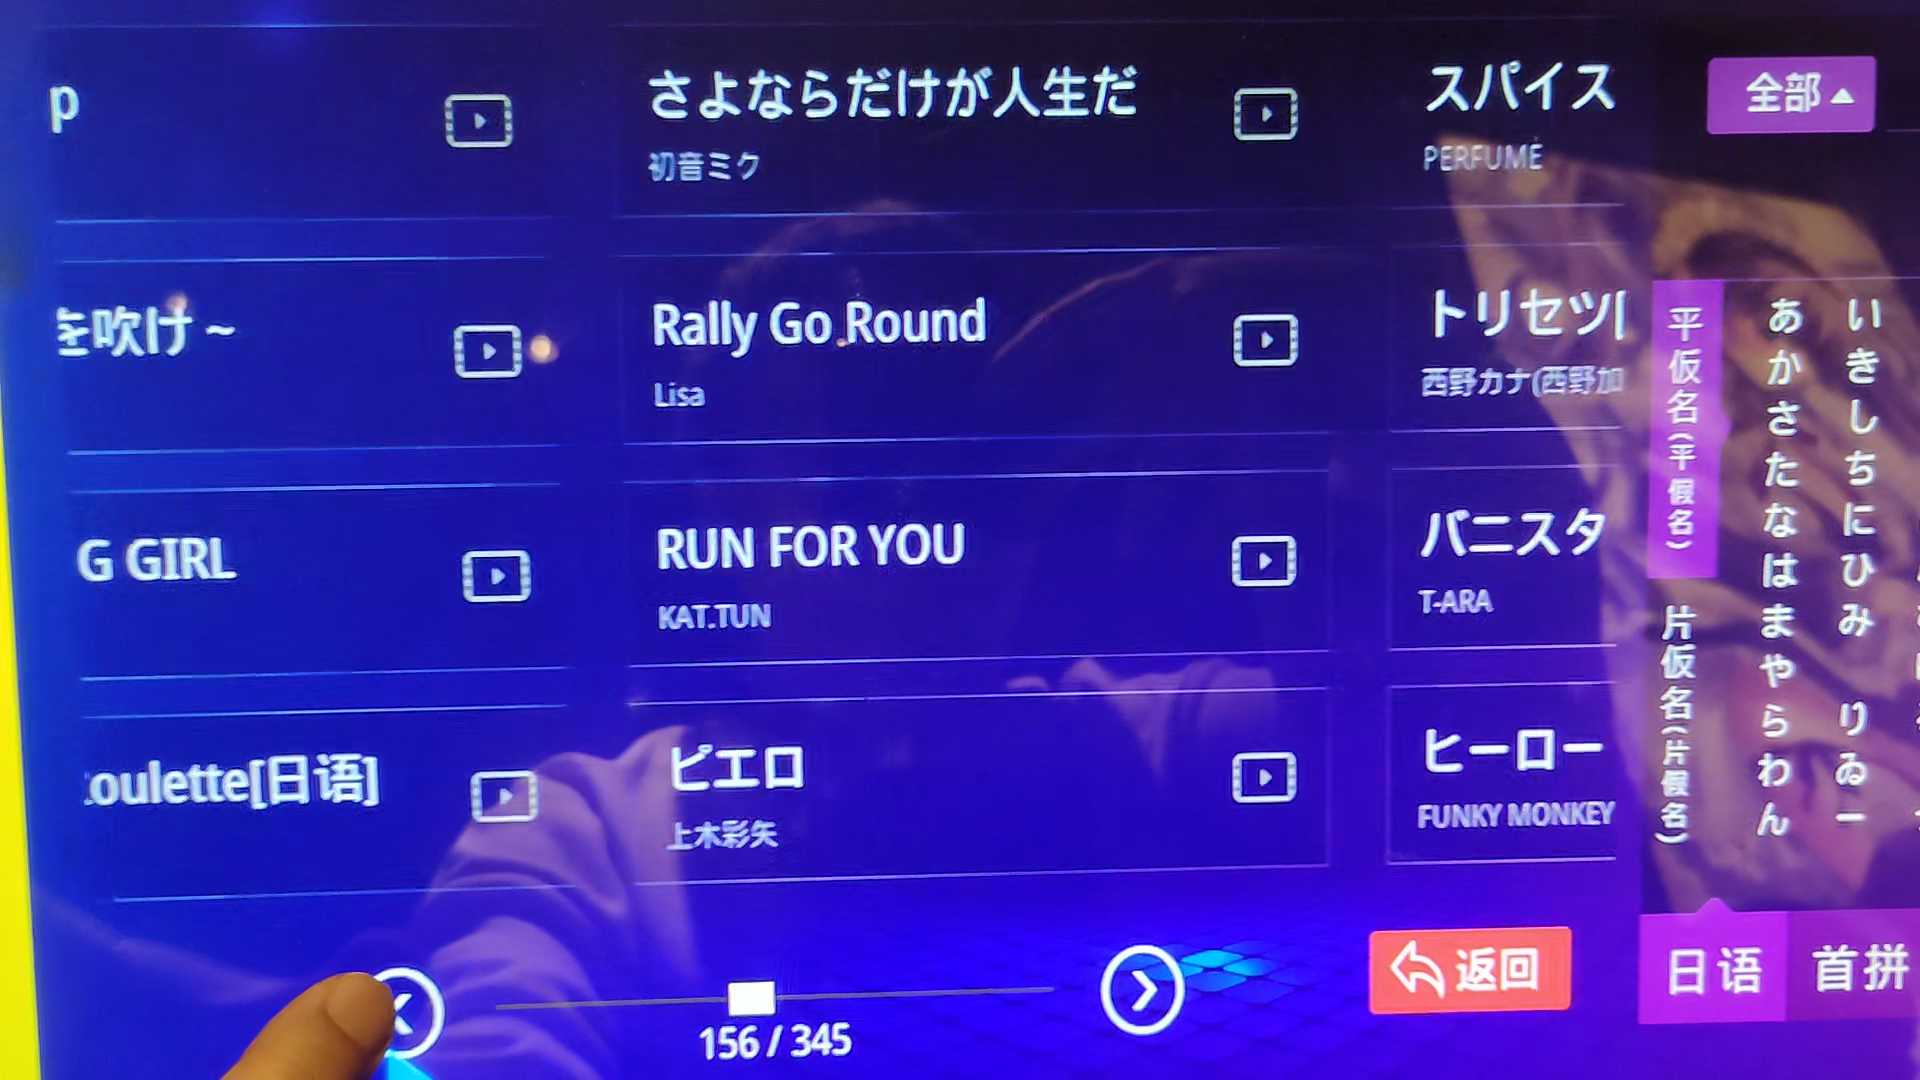 p
さよならだけが人生だ
初音ミク
スパイス
PERFUME
全部▲
を吹け～
Rally Go Round
Lisa
トリセツ[
西野カナ(西野加
G GIRL
RUN FOR YOU
KAT.TUN
バニスタ
T-ARA
oulette[日语]
ピエロ
上木彩矢
ヒーロー
FUNKY MONKEY
平仮名(平假名)
片仮名(片假名)
あかさたなはまやらわん
いきしちにひみ りゐー
156 / 345
返回
日语
首拼